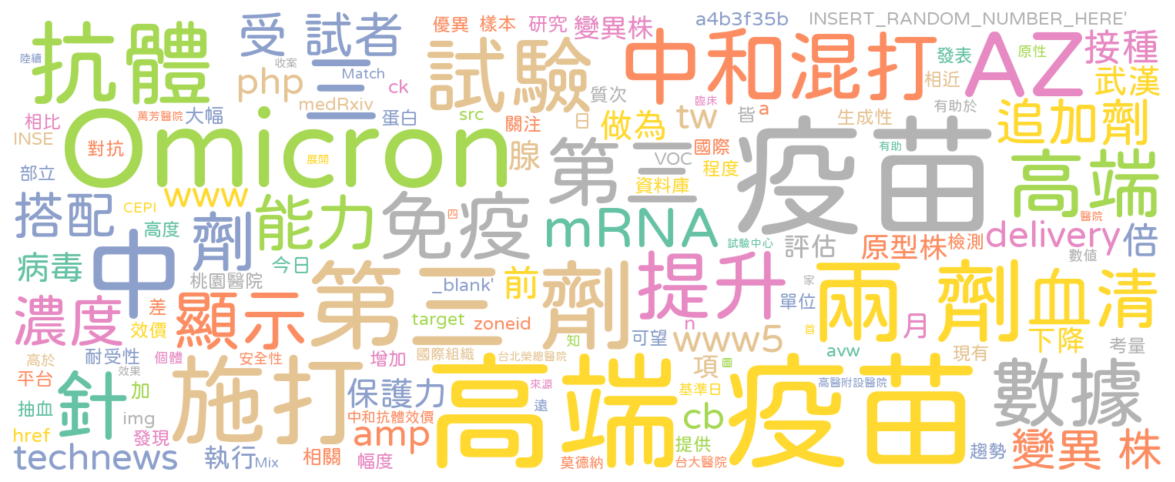 抗體
受 試者
優異 樣本 研究 變異株
a4b3f35b
INSERT_RANDOM_NUMBER_HERE'
陸續
收案
php
三
Match
ck
試驗
中和混打
AZ
發表
原性
接種
相近
武漢
medRxiv
質次
臨床
相比
萬芳醫院
大幅
蛋白
src
關注
日
做為
tw
皆
a
生成性
有助於
追加劑
INSE
對抗
Omicron
展開
腺
第三
VOC
國際
程度
資料庫
疫苗
有助
高端
部立
www
CEPI
四
醫院
搭配
高度
中
劑
能力
免疫
mRNA
試驗中心
評估
原型株
檢測
delivery
倍
數值
病毒
今日
桃園醫院
_blank'
前
提升
單位
家
兩 劑
血清
濃度
差
效價
顯示
第三劑
target
zoneid
知
可望
n
www5
首
月
下降
高於
耐受性
個體
安全性
增加
國際組織
台北榮總醫院
項
圖
avw
現有
考量
平台
效果
加
施打
保護力
高端疫苗
來源
基準日
高醫附設醫院
數據
抽血
針
img
中和抗體效價
遠
cb
href
發現
amp
提供
technews
執行
Mix
相關
幅度
莫德納
台大醫院
趨勢
變異 株